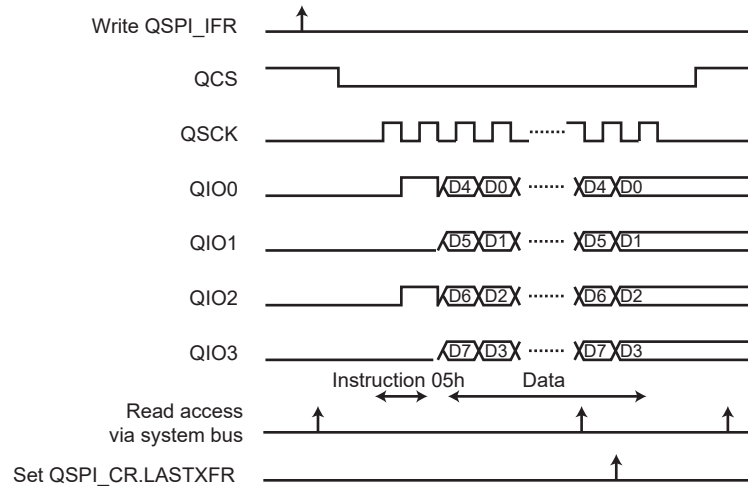 Write QSPI_IFR
QCS
QSCK
QIO0 D4 D0 D4 D0
QIO1 D5 D1 D5 D1
QIO2 D6 D2 D6 D2
QIO3 D7 D3 D7 D3
Instruction 05h Data
Read access
via system bus
Set QSPI_CR.LASTXFR